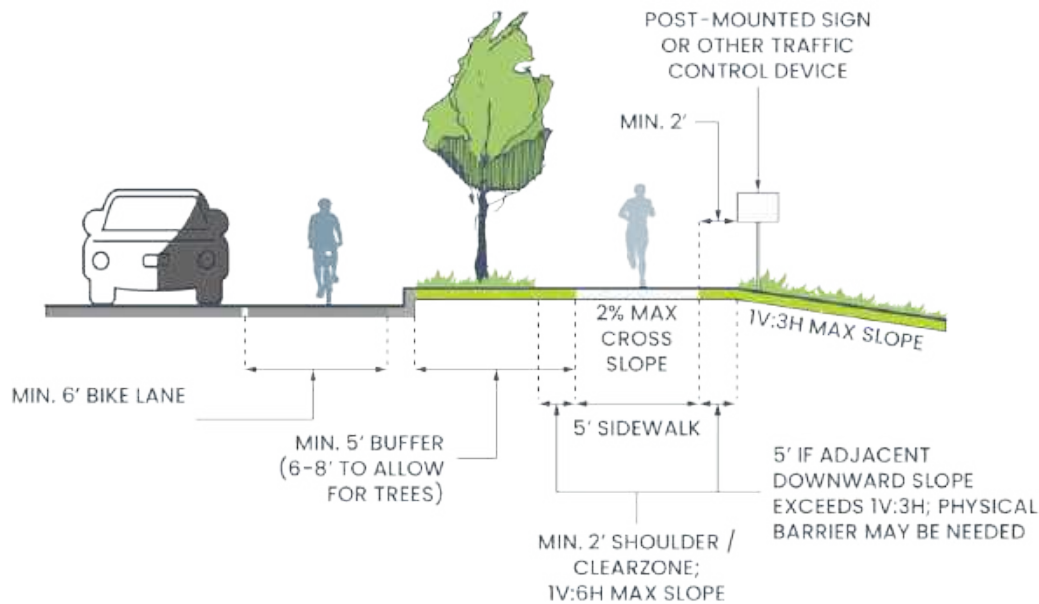 POST-MOUNTED SIGN
OR OTHER TRAFFIC
CONTROL DEVICE
MIN. 2'
2% MAX
CROSS
SLOPE
1V:3H MAX SLOPE
MIN. 6' BIKE LANE
MIN. 5' BUFFER
(6-8' TO ALLOW
FOR TREES)
5' SIDEWALK
5' IF ADJACENT
DOWNWARD SLOPE
EXCEEDS 1V:3H; PHYSICAL
BARRIER MAY BE NEEDED
MIN. 2' SHOULDER /
CLEARZONE;
1V:6H MAX SLOPE